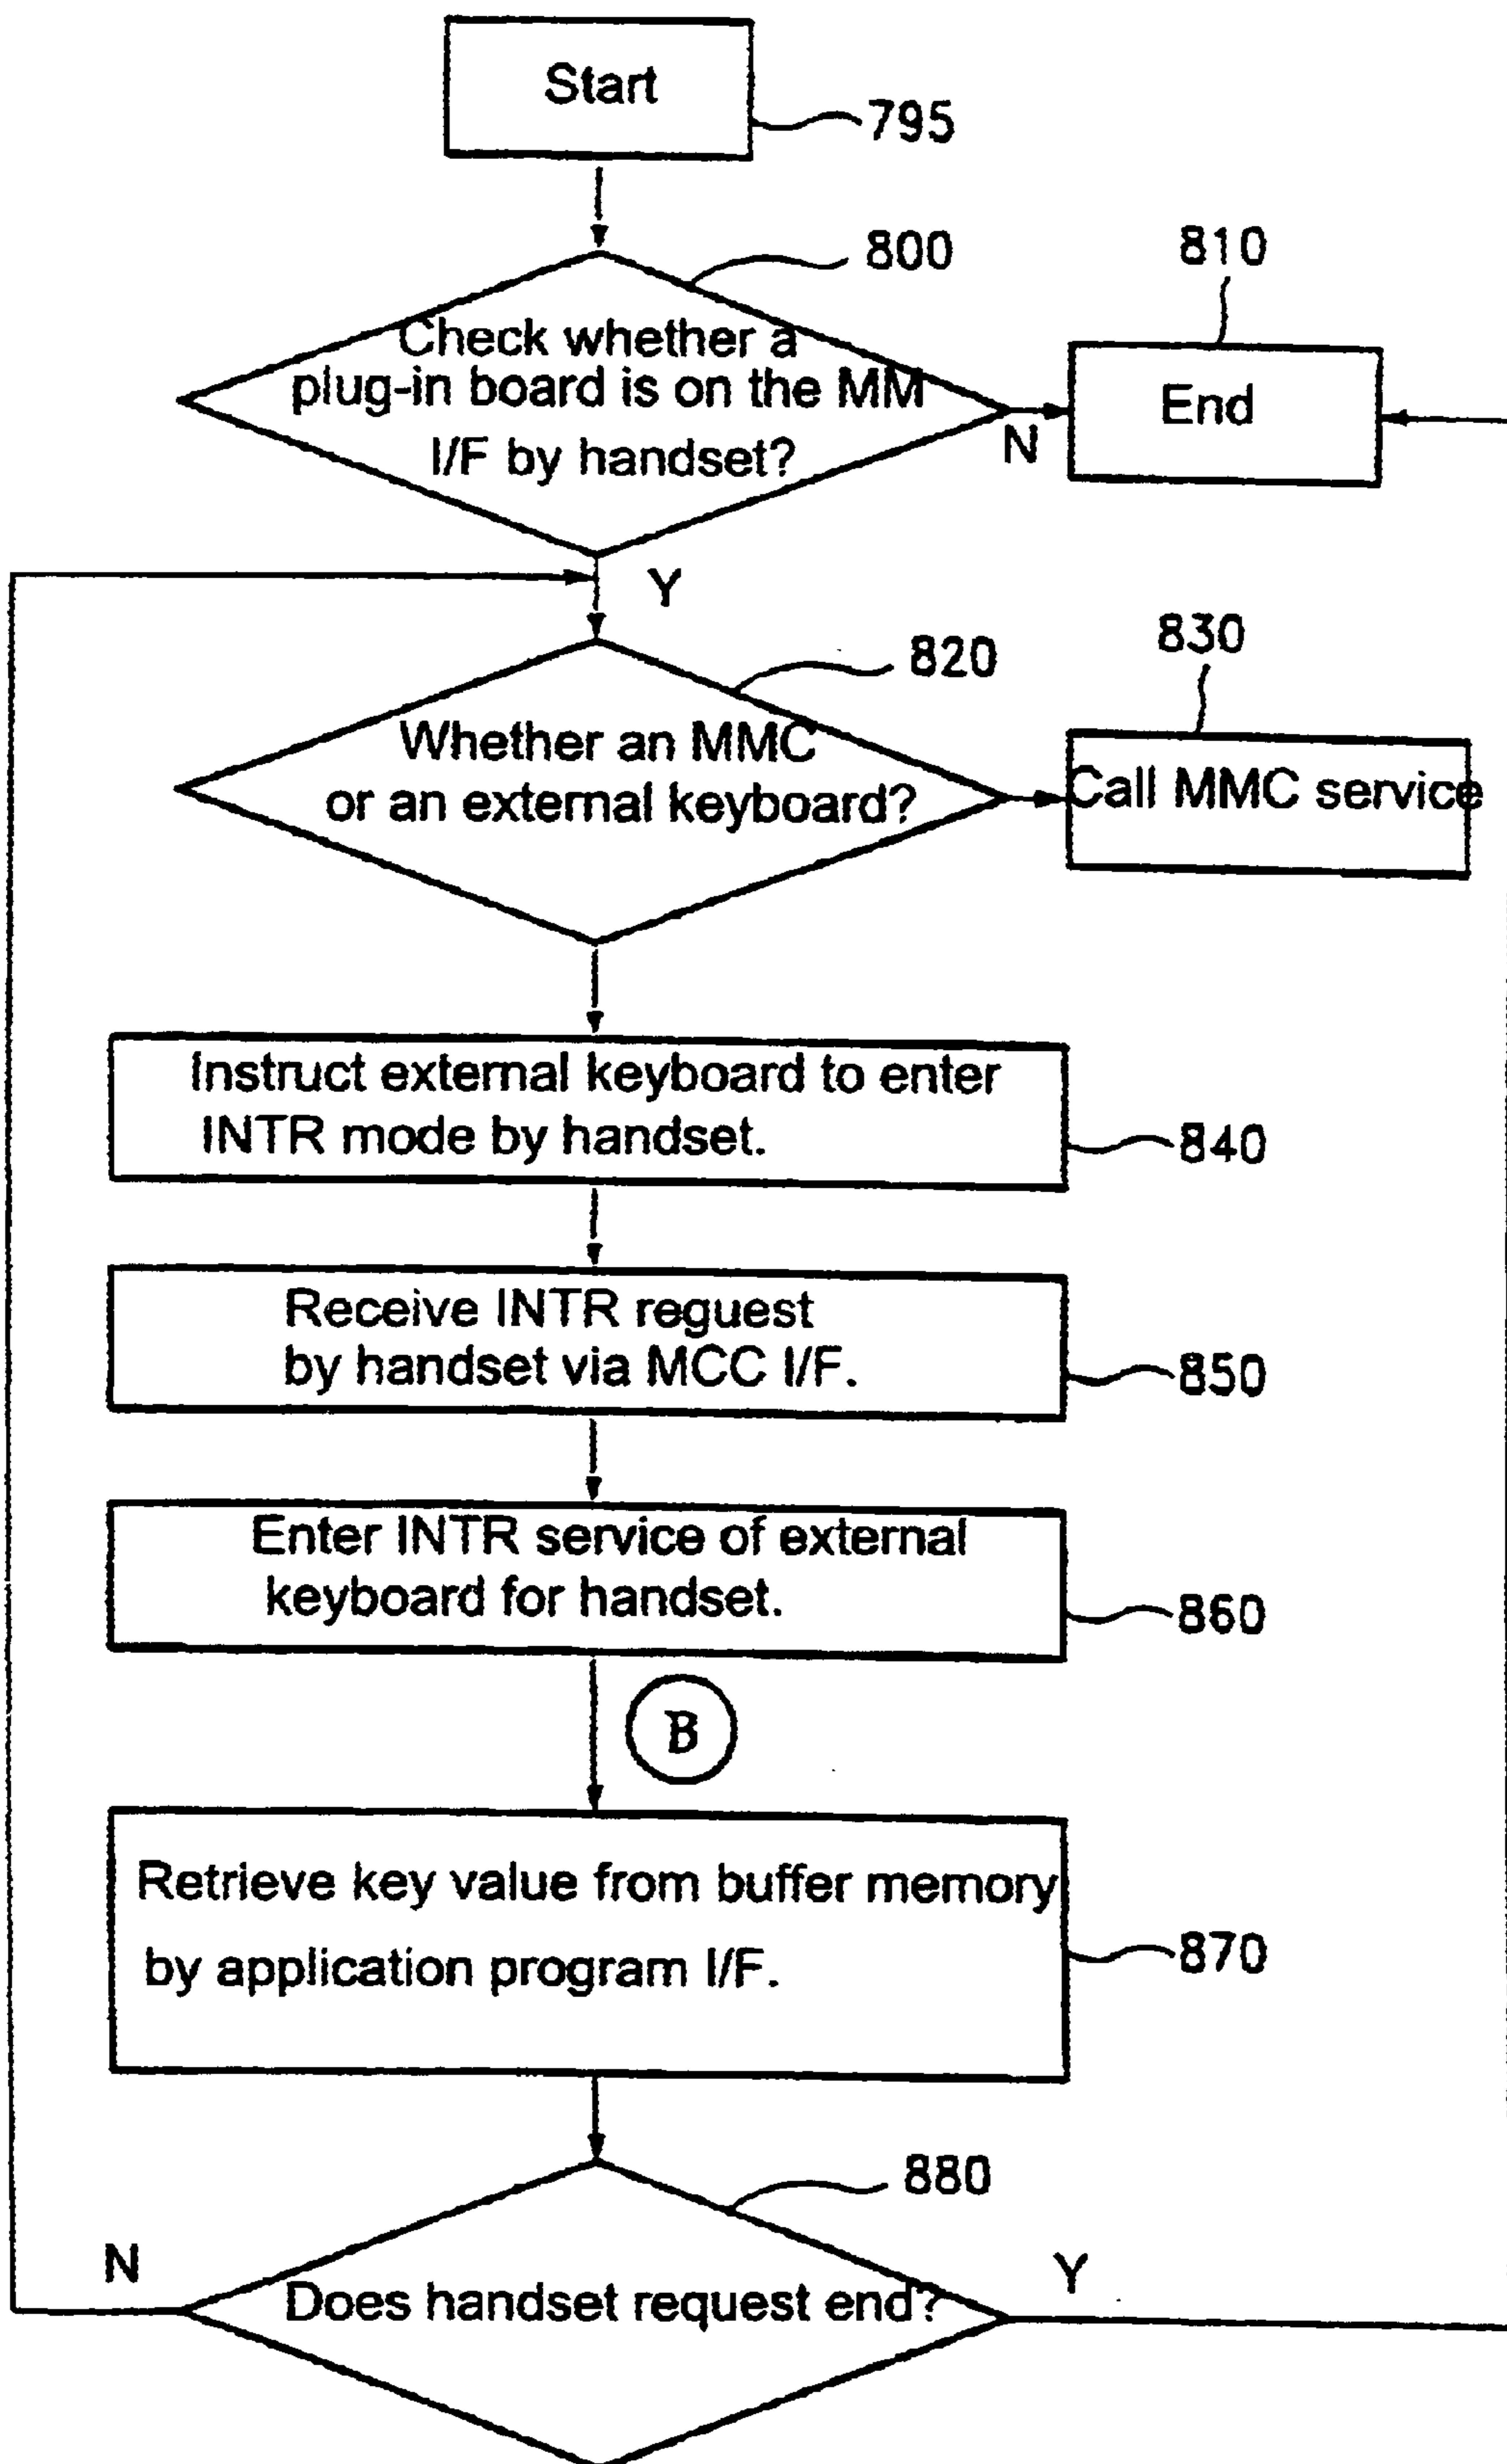 Start
795
800
Check whether a
plug-in board is on the MM
I/F by handset?
N
810
End
Y
820
Whether an MMC
or an external keyboard?
830
Call MMC service
Instruct external keyboard to enter
INTR mode by handset.
840
Receive INTR reguest
by handset via MCC I/F.
850
Enter INTR service of external
keyboard for handset.
860
B
Retrieve key value from buffer memory
by application program I/F.
870
880
N
Does handset request end?
Y